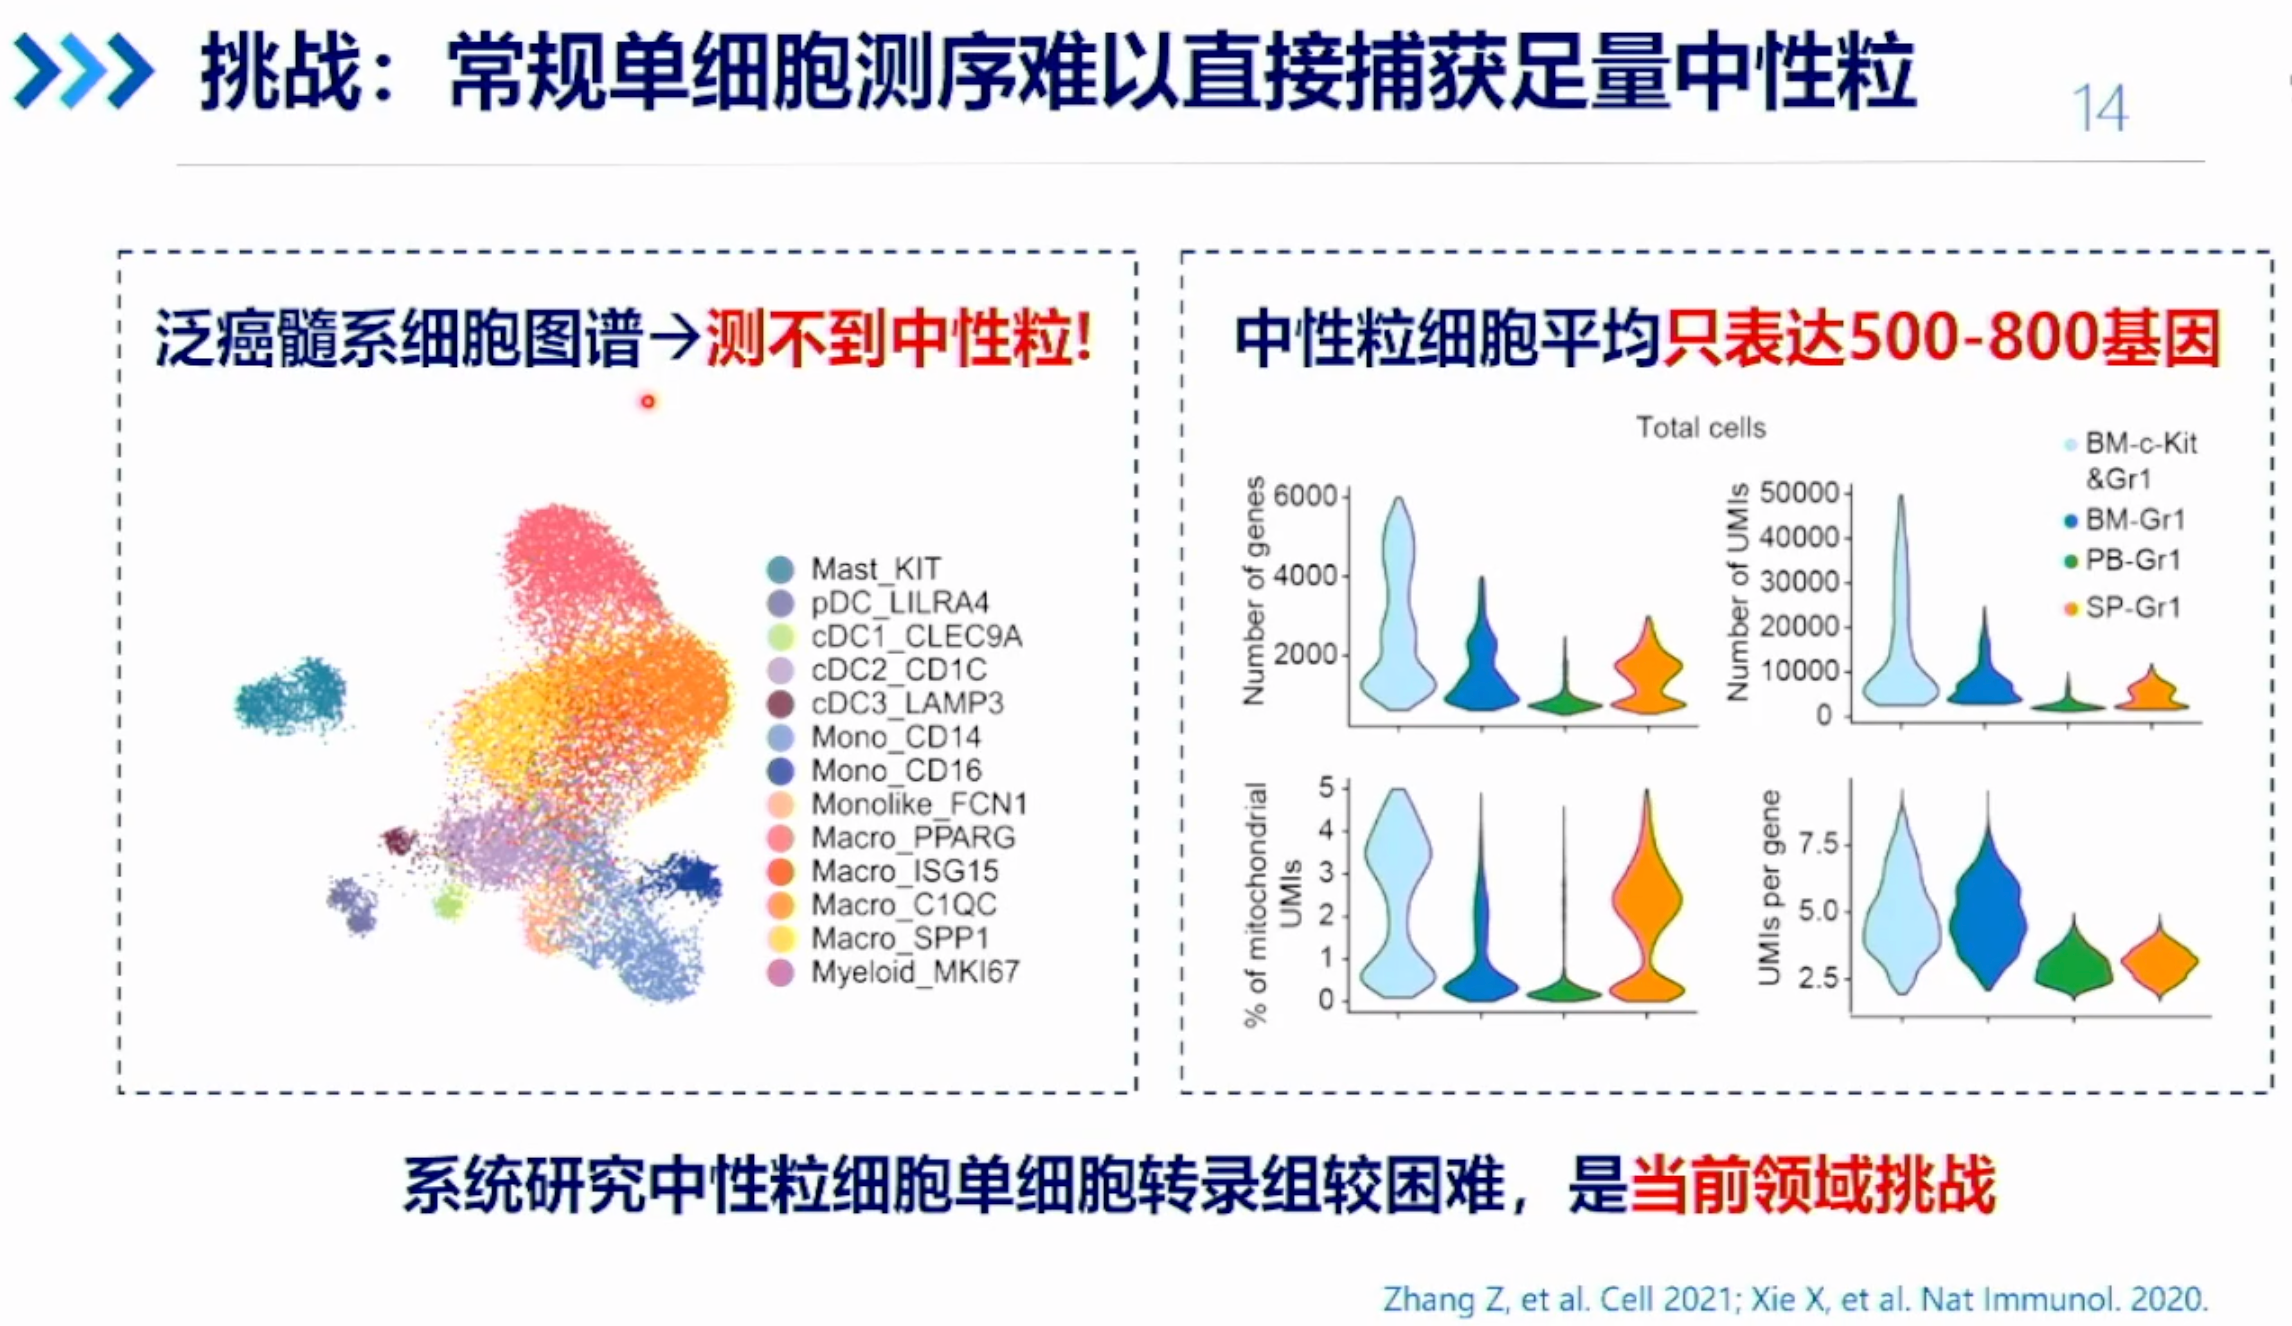 挑战：常规单细胞测序难以直接捕获足量中性粒
14
泛癌髓系细胞图谱→测不到中性粒!
Mast_KIT
pDC_LILRA4
cDC1_CLEC9A
cDC2_CD1C
cDC3_LAMP3
Mono_CD14
Mono_CD16
Monolike_FCN1
Macro_PPARG
Macro_ISG15
Macro_C1QC
Macro_SPP1
Myeloid_MKI67
中性粒细胞平均只表达500-800基因
Total cells
BM-c-Kit
&Gr1
BM-Gr1
PB-Gr1
SP-Gr1
Number of genes
6000
4000
2000
Number of UMIs
50000
40000
30000
20000
10000
0
% of mitochondrial
UMIs
5
4
3
2
1
0
UMIs per gene
7.5
5.0
2.5
系统研究中性粒细胞单细胞转录组较困难，是当前领域挑战
Zhang Z, et al. Cell 2021; Xie X, et al. Nat Immunol. 2020.